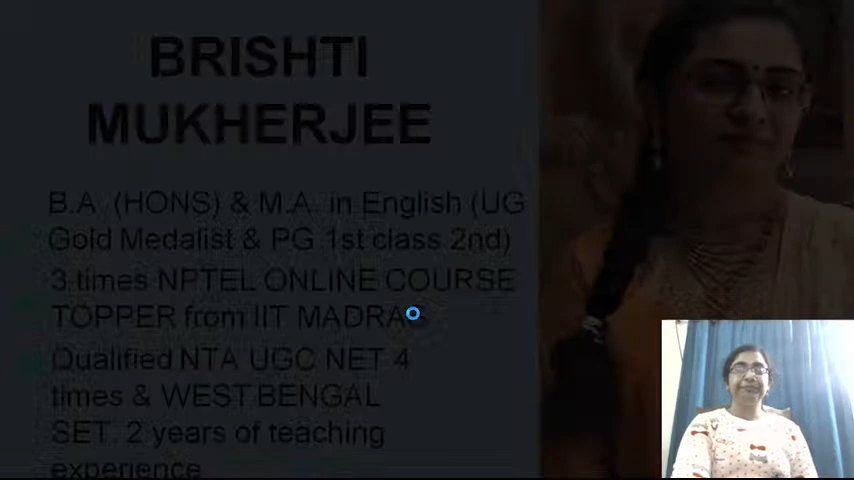 BRISHTI
MUKHERJEE
B.A. (HONS) & M.A. in English (UG
Gold Medalist & PG 1st class 2nd)
3 times NPTEL ONLINE COURSE
TOPPER from IIT MADRAS
Qualified NTA UGC NET 4
times & WEST BENGAL
SET. 2 years of teaching
experience